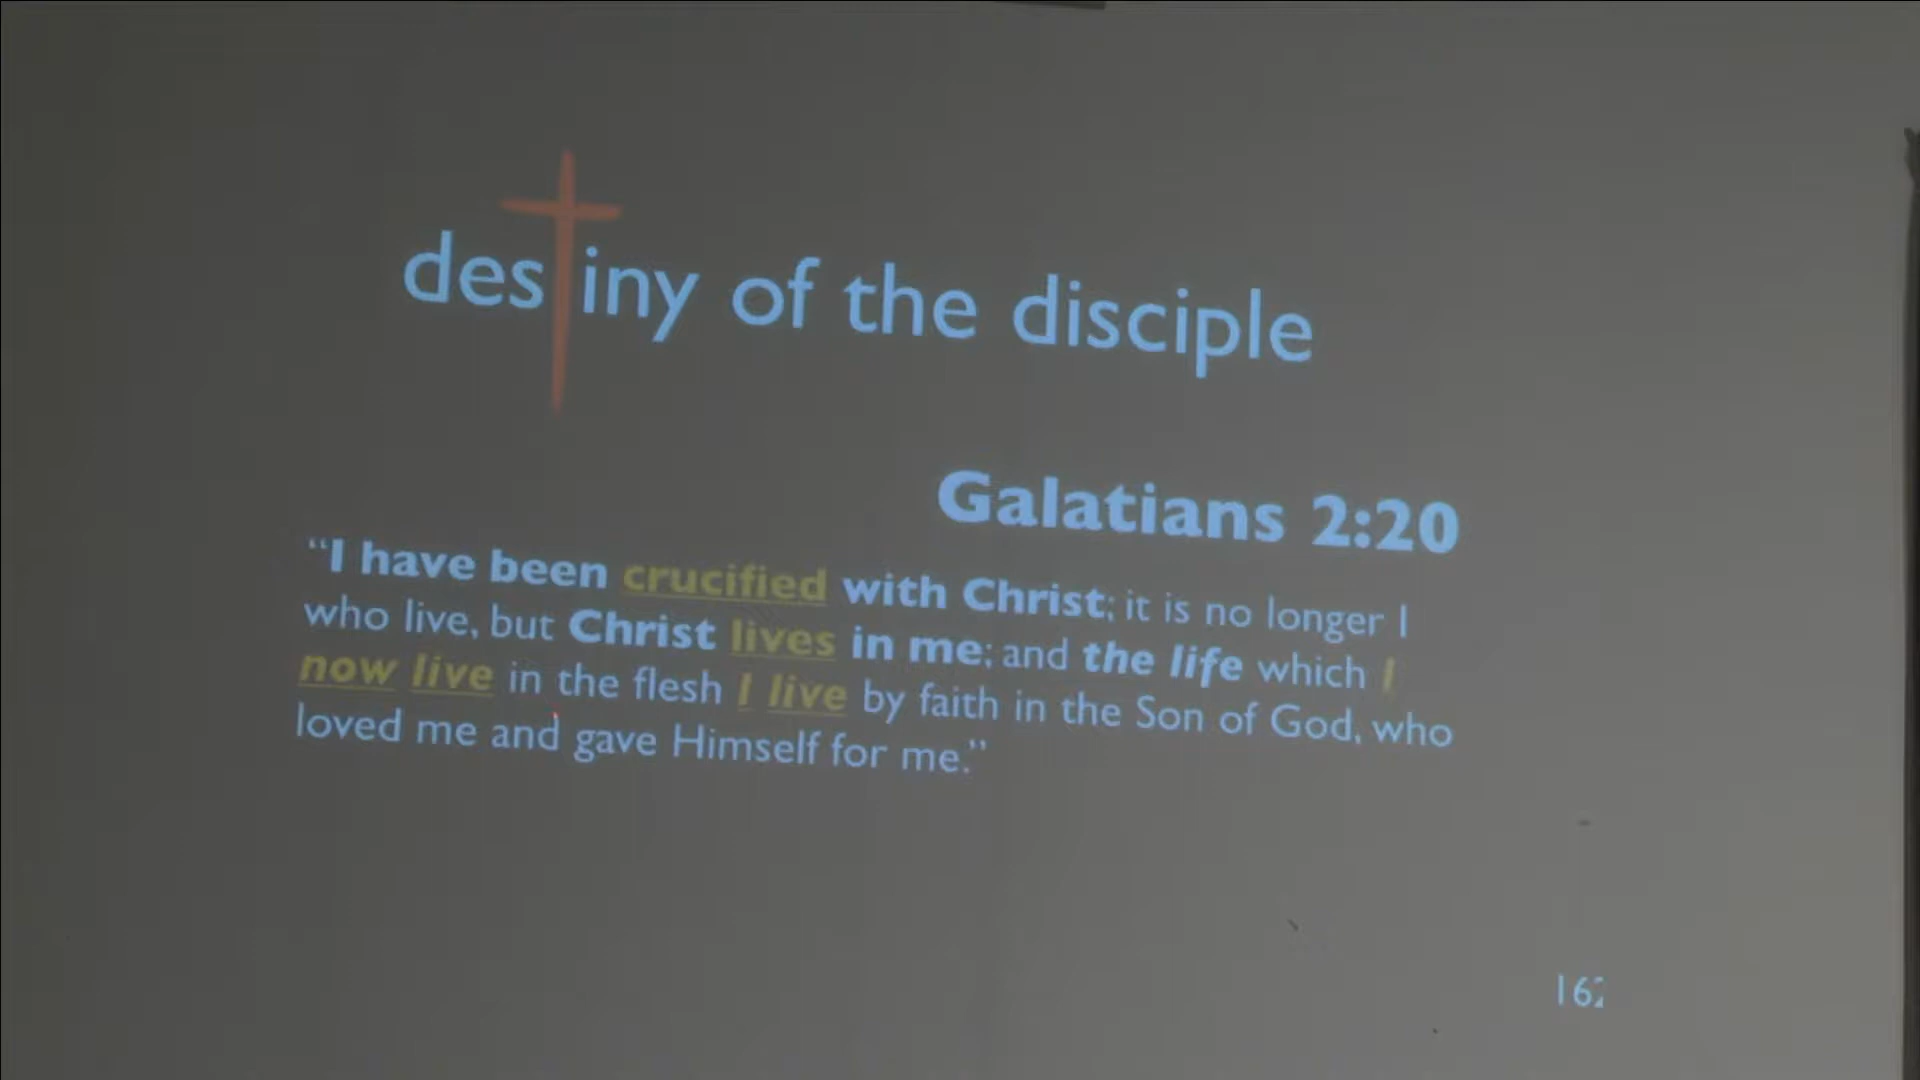 destiny of the disciple
Galatians 2:20
“I have been crucified with Christ; it is no longer I
who live, but Christ lives in me; and the life which I
now live in the flesh I live by faith in the Son of God, who
loved me and gave Himself for me.”